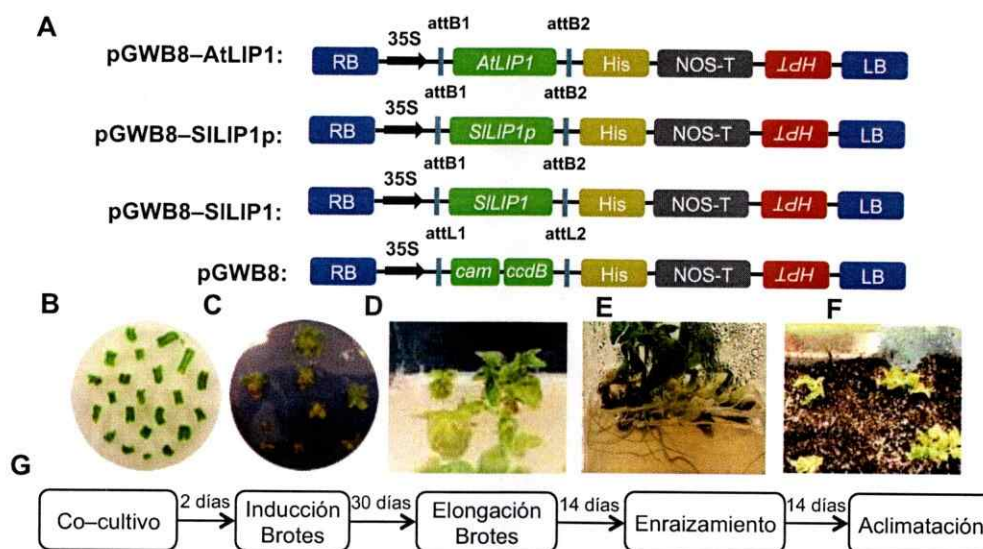 A
pGWB8–AtLIP1: RB 35S attB1 AtLIP1 attB2 His NOS-T HPT LB
pGWB8–SlLIP1p: RB 35S attB1 SlLIP1p attB2 His NOS-T HPT LB
pGWB8–SlLIP1: RB 35S attB1 SlLIP1 attB2 His NOS-T HPT LB
pGWB8: RB 35S attL1 cam ccdB attL2 His NOS-T HPT LB
B C D E F
G
Co–cultivo 2 días Inducción Brotes 30 días Elongación Brotes 14 días Enraizamiento 14 días Aclimatación